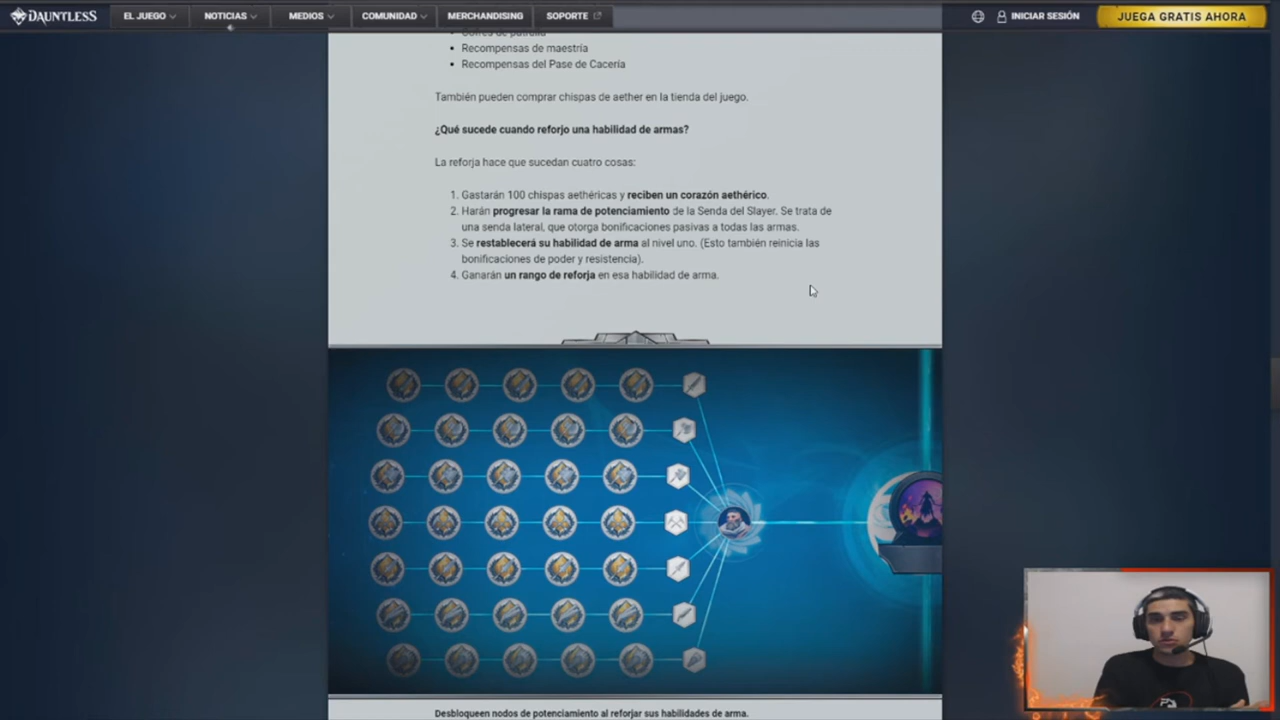 DAUNTLESS
EL JUEGO
NOTICIAS
MEDIOS
COMUNIDAD
MERCHANDISING
SOPORTE
INICIAR SESIÓN
JUEGA GRATIS AHORA
Cofres de patrulla
Recompensas de maestría
Recompensas del Pase de Cacería
También pueden comprar chispas de aether en la tienda del juego.
¿Qué sucede cuando reforjo una habilidad de armas?
La reforja hace que sucedan cuatro cosas:
1. Gastarán 100 chispas aethéricas y reciben un corazón aethérico.
2. Harán progresar la rama de potenciamiento de la Senda del Slayer. Se trata de
una senda lateral, que otorga bonificaciones pasivas a todas las armas.
3. Se restablecerá su habilidad de arma al nivel uno. (Esto también reinicia las
bonificaciones de poder y resistencia).
4. Ganarán un rango de reforja en esa habilidad de arma.
Desbloqueen nodos de potenciamiento al reforjar sus habilidades de arma.